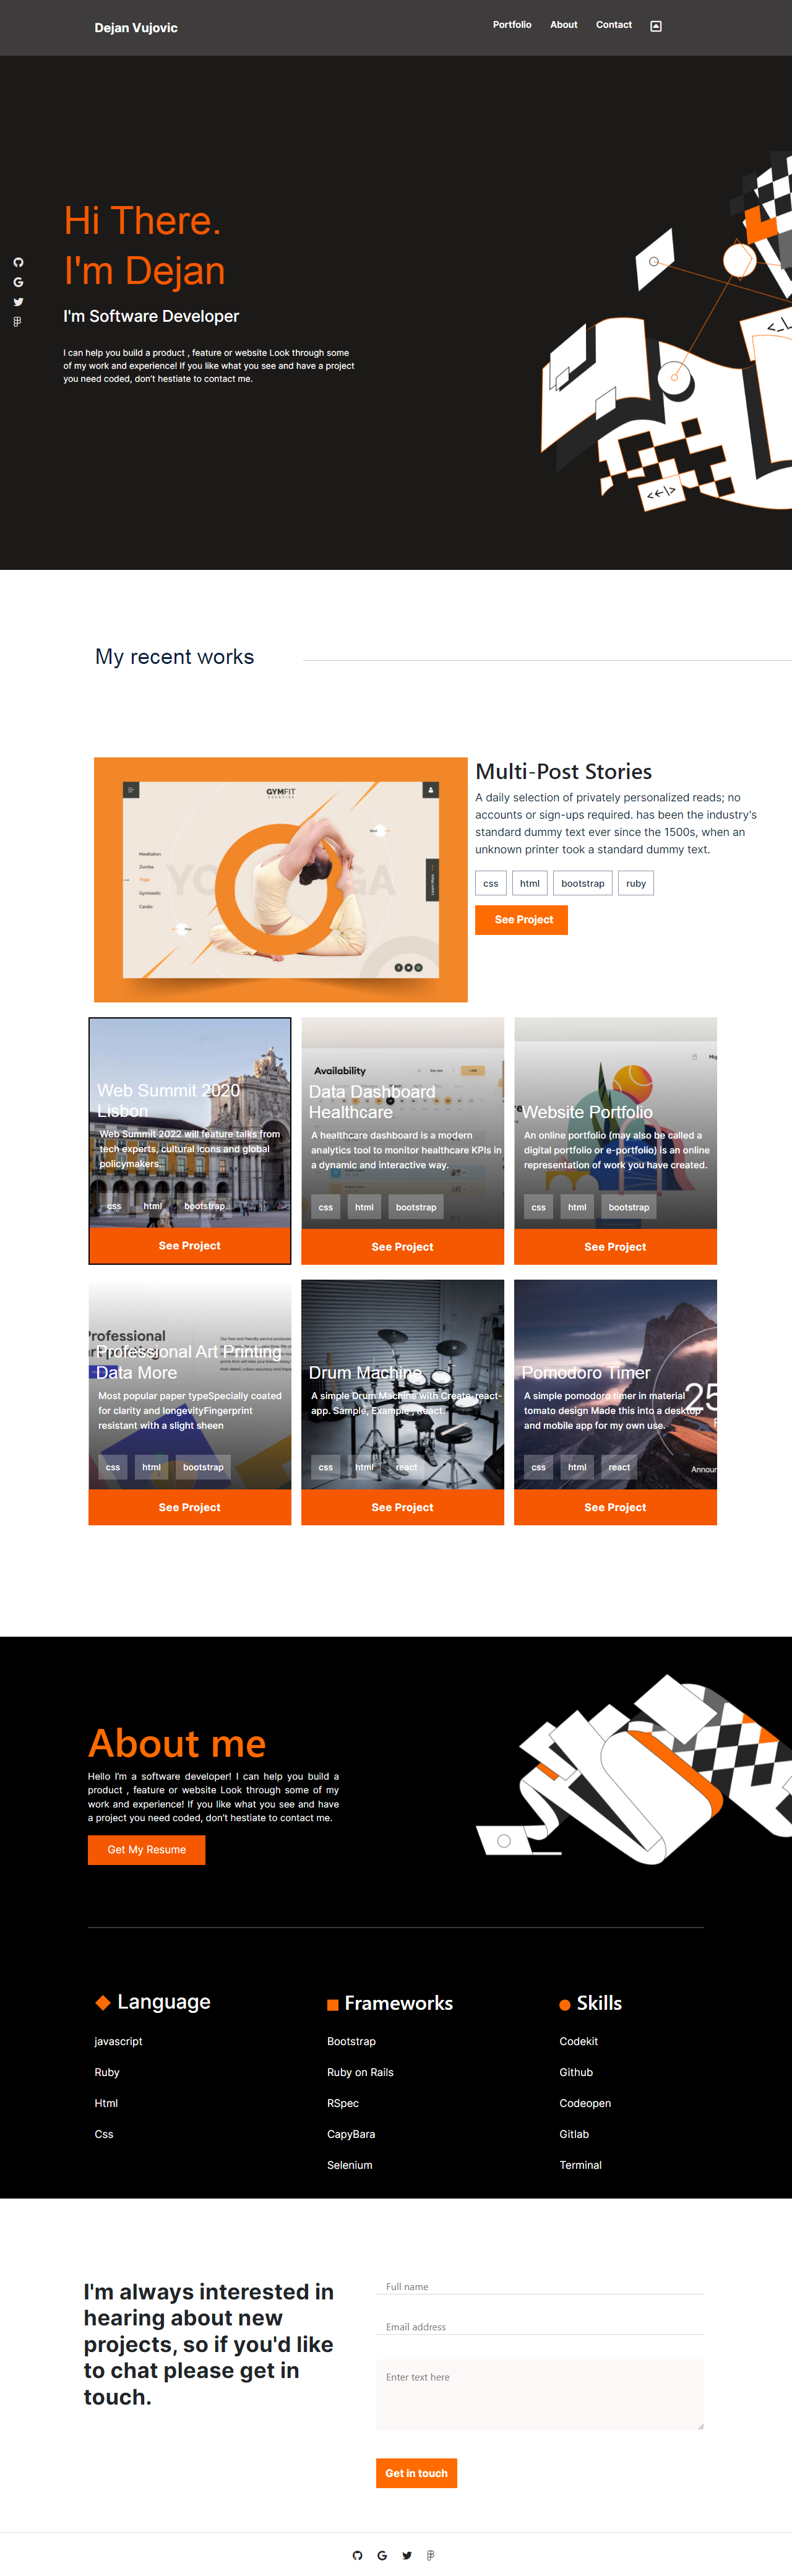 Dejan Vujovic
Portfolio
About
Contact
Hi There.
I'm Dejan
I'm Software Developer
I can help you build a product , feature or website Look through some
of my work and experience! If you like what you see and have a project
you need coded, don't hestiate to contact me.
My recent works
GYMFIT
Meditation
Zumba
Yoga
Gymnastic
Cardio
Multi-Post Stories
A daily selection of privately personalized reads; no
accounts or sign-ups required. has been the industry's
standard dummy text ever since the 1500s, when an
unknown printer took a standard dummy text.
css
html
bootstrap
ruby
See Project
Web Summit 2020
Lisbon
Web Summit 2022 will feature talks from
tech experts, cultural icons and global
policymakers.
css
html
bootstrap
See Project
Availability
Data Dashboard
Healthcare
A healthcare dashboard is a modern
analytics tool to monitor healthcare KPIs in
a dynamic and interactive way.
css
html
bootstrap
See Project
Website Portfolio
An online portfolio (may also be called a
digital portfolio or e-portfolio) is an online
representation of work you have created.
css
html
bootstrap
See Project
Professional
Professional Art Printing
Data More
Most popular paper typeSpecially coated
for clarity and longevityFingerprint
resistant with a slight sheen
css
html
bootstrap
See Project
Drum Machine
A simple Drum Machine with Create-react-
app. Sample, Example , React.
css
html
react
See Project
Pomodoro Timer
25
A simple pomodoro timer in material
tomato design Made this into a desktop
and mobile app for my own use.
css
html
react
See Project
About me
Hello I'm a software developer! I can help you build a
product , feature or website Look through some of my
work and experience! If you like what you see and have
a project you need coded, don't hestiate to contact me.
Get My Resume
Language
javascript
Ruby
Html
Css
Frameworks
Bootstrap
Ruby on Rails
RSpec
CapyBara
Selenium
Skills
Codekit
Github
Codeopen
Gitlab
Terminal
I'm always interested in
hearing about new
projects, so if you'd like
to chat please get in
touch.
Full name
Email address
Enter text here
Get in touch